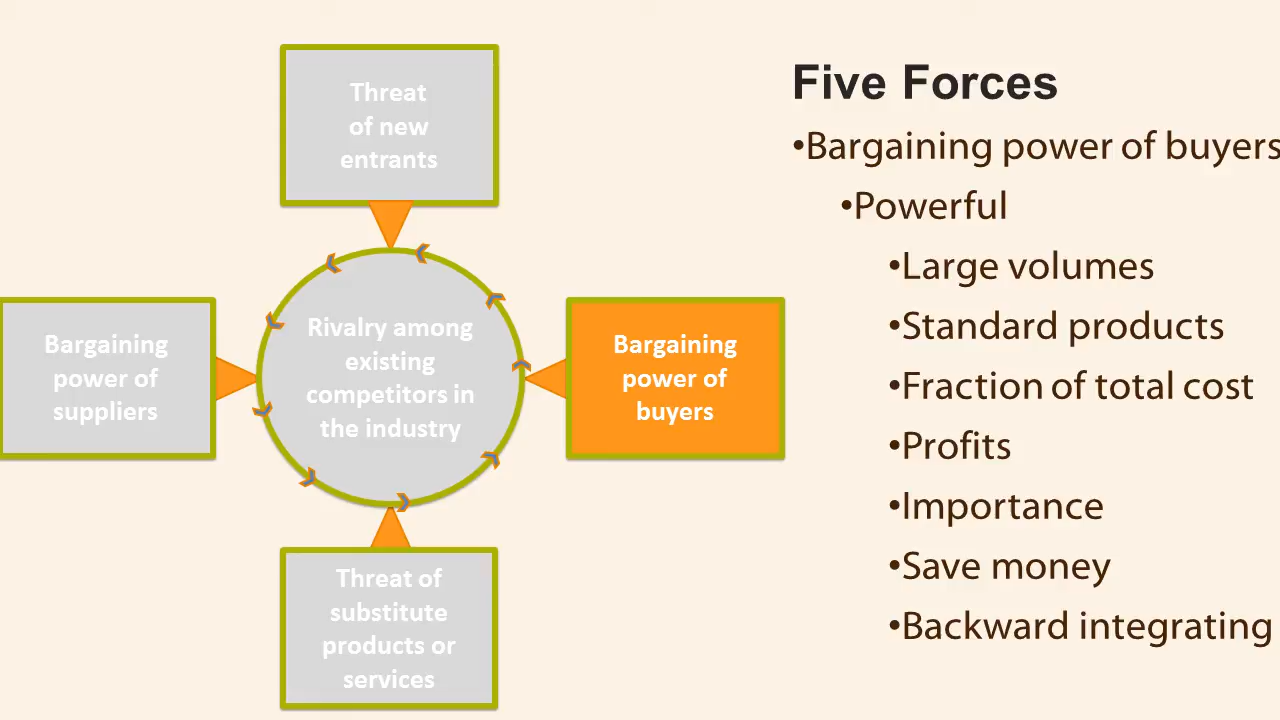 Threat
of new
entrants
Bargaining
power of
suppliers
Rivalry among
existing
competitors in
the industry
Bargaining
power of
buyers
Threat of
substitute
products or
services
Five Forces
•Bargaining power of buyers
•Powerful
•Large volumes
•Standard products
•Fraction of total cost
•Profits
•Importance
•Save money
•Backward integrating